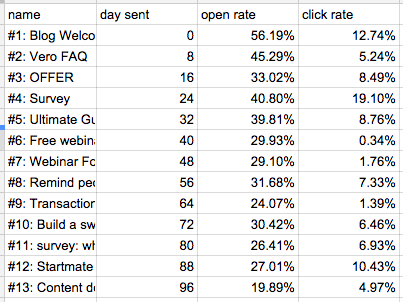 name day sent open rate click rate
#1: Blog Welco 0 56.19% 12.74%
#2: Vero FAQ 8 45.29% 5.24%
#3: OFFER 16 33.02% 8.49%
#4: Survey 24 40.80% 19.10%
#5: Ultimate Gu 32 39.81% 8.76%
#6: Free webin 40 29.93% 0.34%
#7: Webinar Fo 48 29.10% 1.76%
#8: Remind peo 56 31.68% 7.33%
#9: Transaction 64 24.07% 1.39%
#10: Build a sw 72 30.42% 6.46%
#11: survey: wh 80 26.41% 6.93%
#12: Startmate 88 27.01% 10.43%
#13: Content de 96 19.89% 4.97%